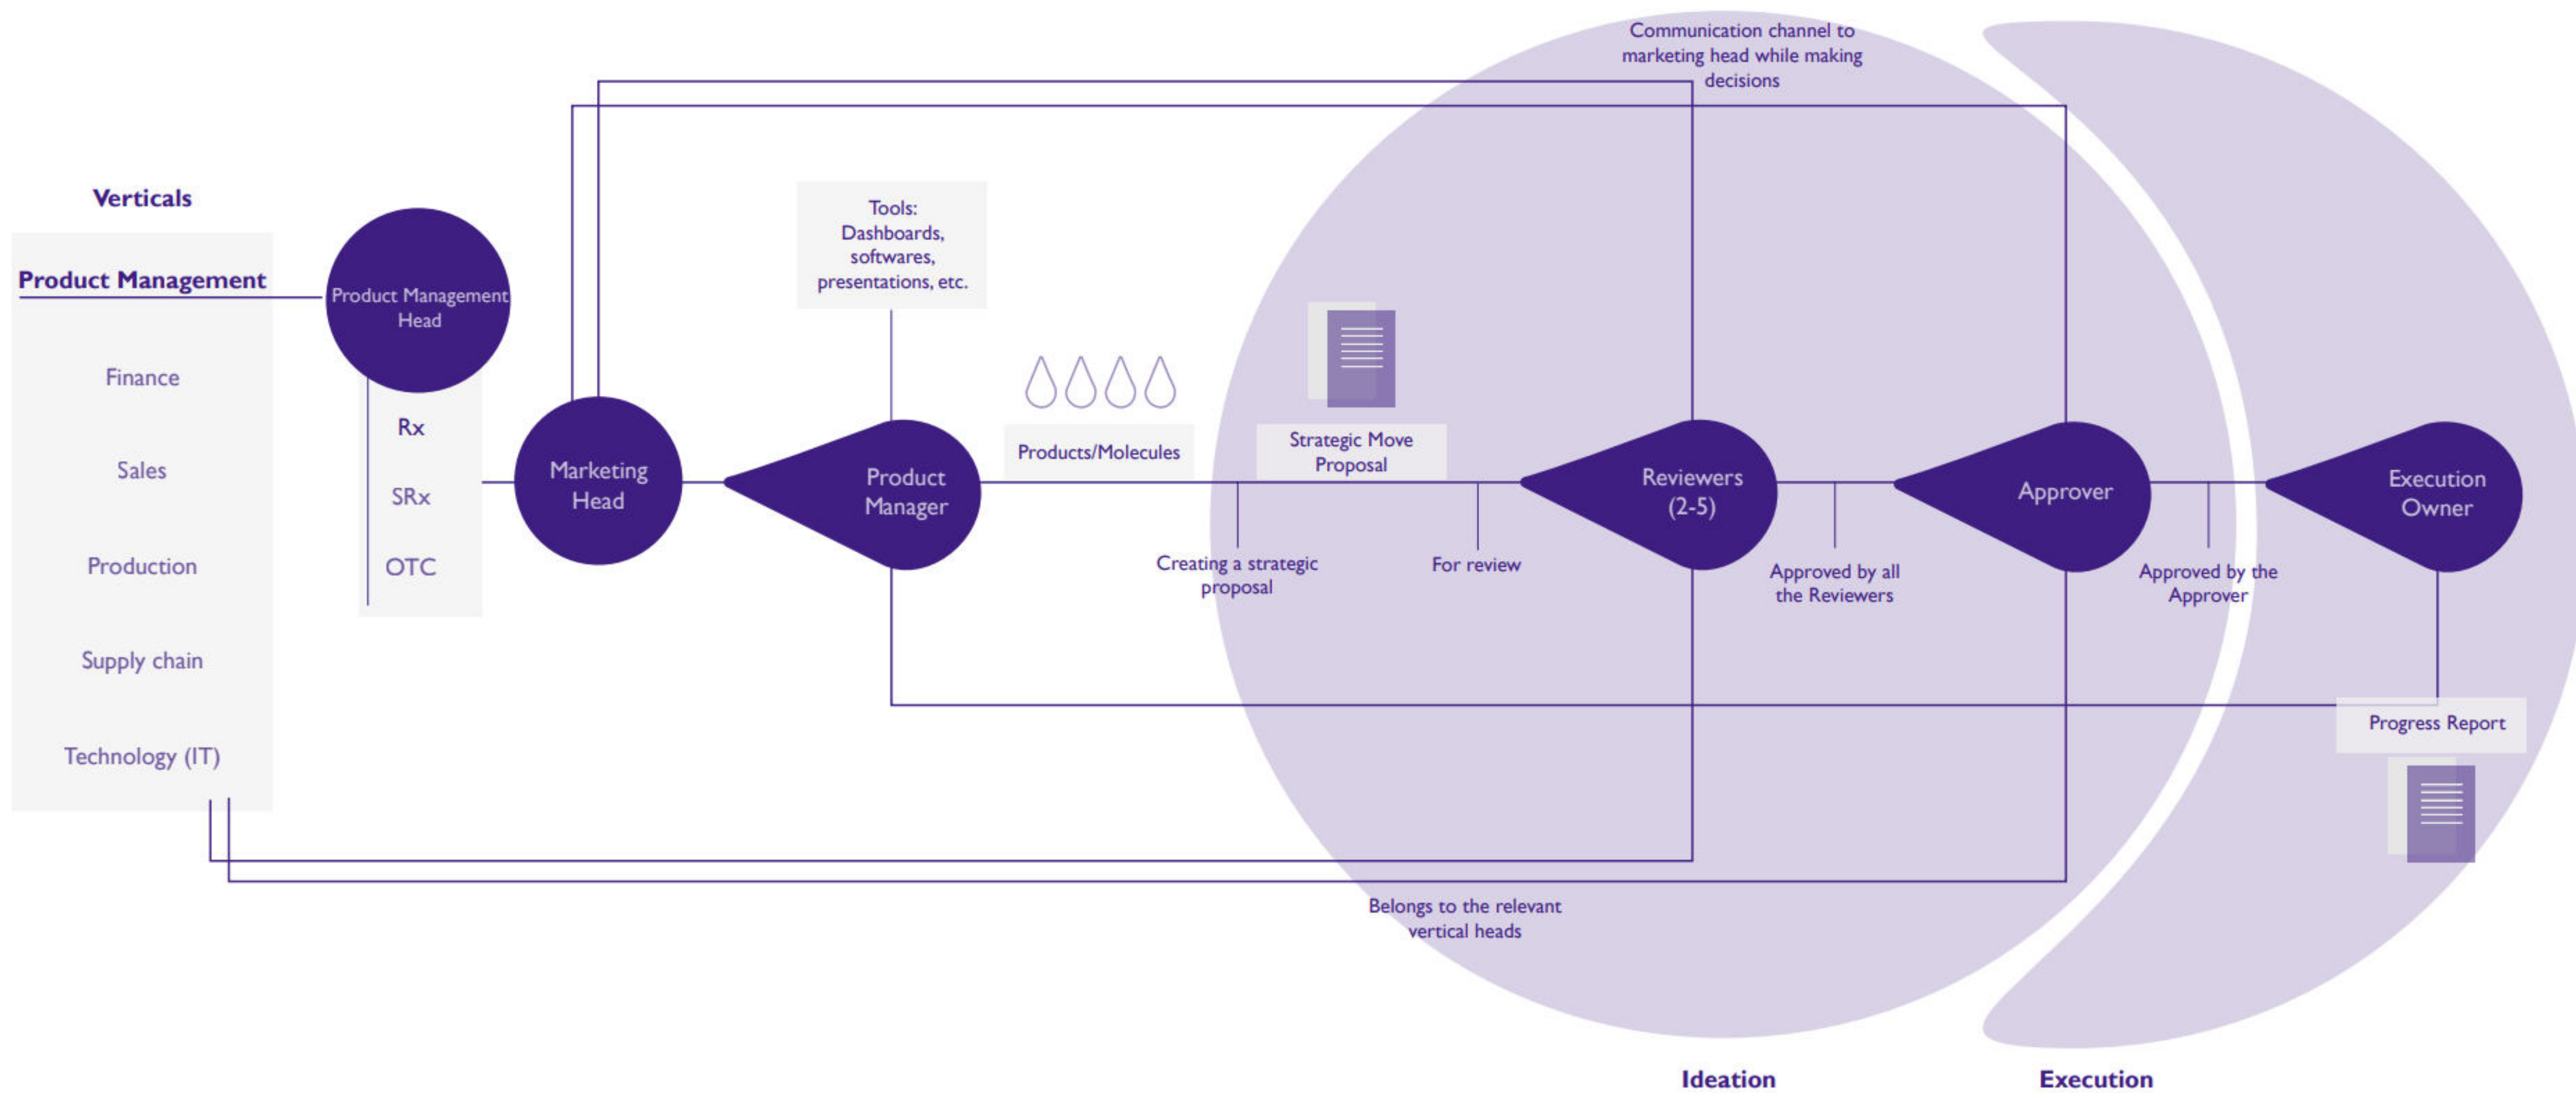 Communication channel to
marketing head while making
decisions
Verticals
Product Management
Finance
Sales
Production
Supply chain
Technology (IT)
Product Management
Head
Rx
SRx
OTC
Marketing
Head
Tools:
Dashboards,
softwares,
presentations, etc.
Product
Manager
Products/Molecules
Creating a strategic
proposal
Strategic Move
Proposal
For review
Reviewers
(2-5)
Approved by all
the Reviewers
Approver
Approved by the
Approver
Execution
Owner
Progress Report
Belongs to the relevant
vertical heads
Ideation
Execution